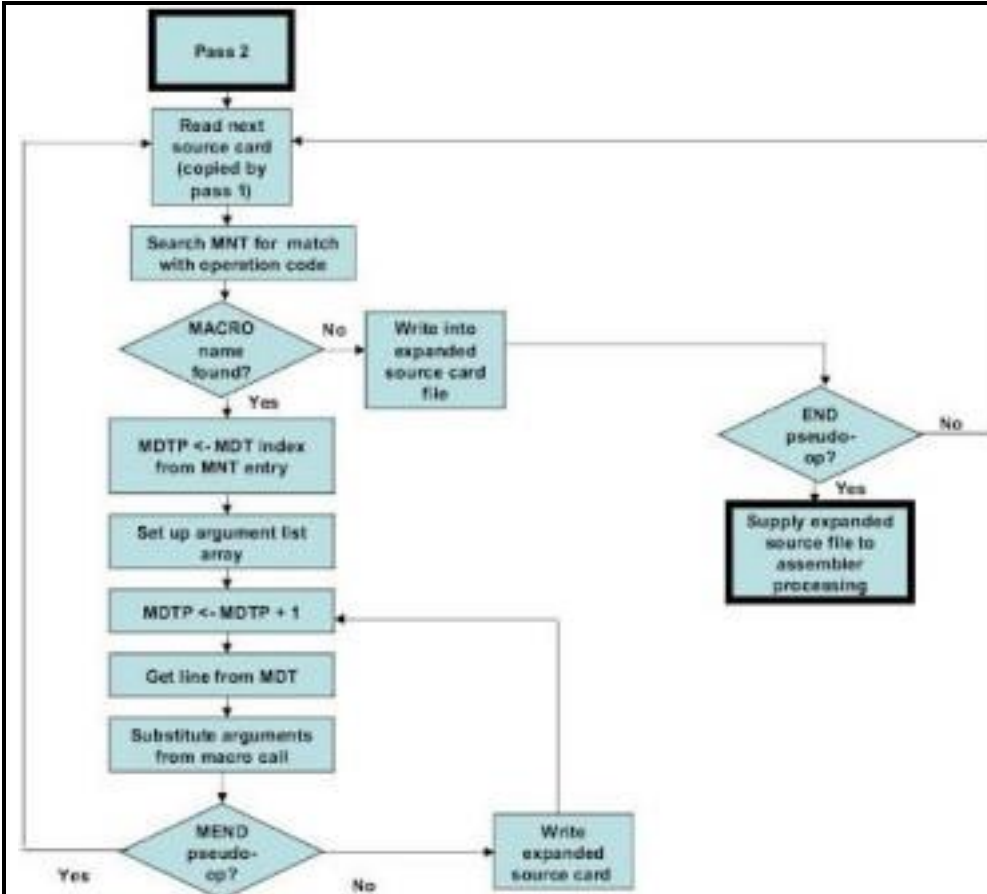 Pass 2
Read next
source card
(copied by
pass 1)
Search MNT for match
with operation code
MACRO
name
found?
No
Write into
expanded
source card
file
Yes
END
pseudo-
op?
No
MDTP <- MDT index
from MNT entry
Yes
Supply expanded
source file to
assembler
processing
Set up argument list
array
MDTP <- MDTP + 1
Get line from MDT
Substitute arguments
from macro call
MEND
pseudo-
op?
Yes
No
Write
expanded
source card